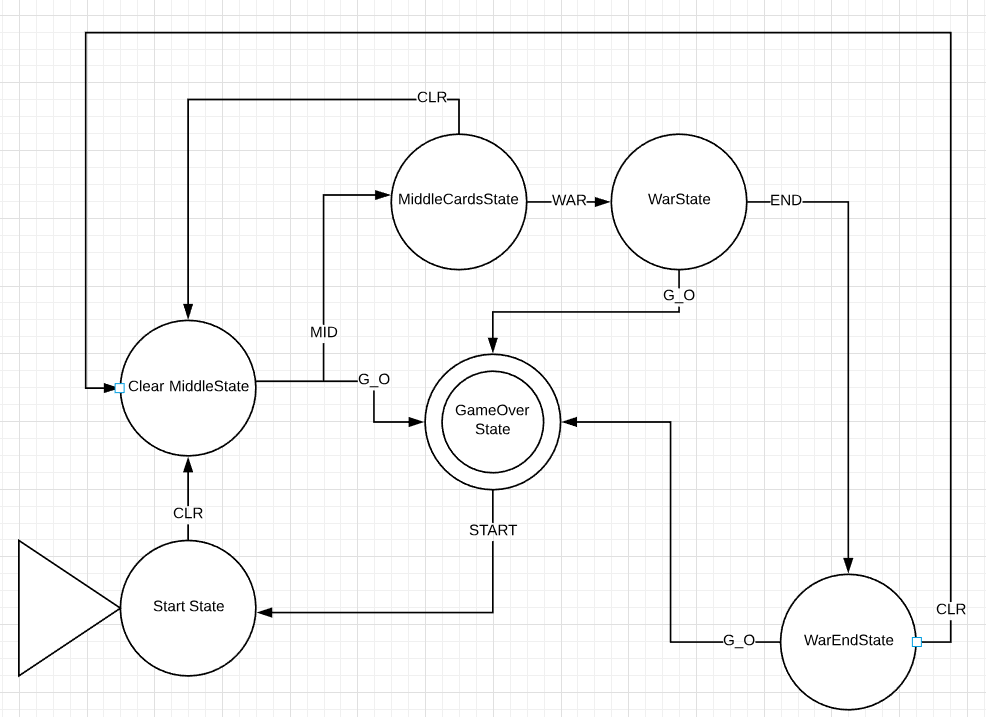 CLR
MiddleCardsState
WAR
WarState
END
G_O
MID
Clear MiddleState
G_O
GameOver
State
CLR
START
Start State
G_O
WarEndState
CLR